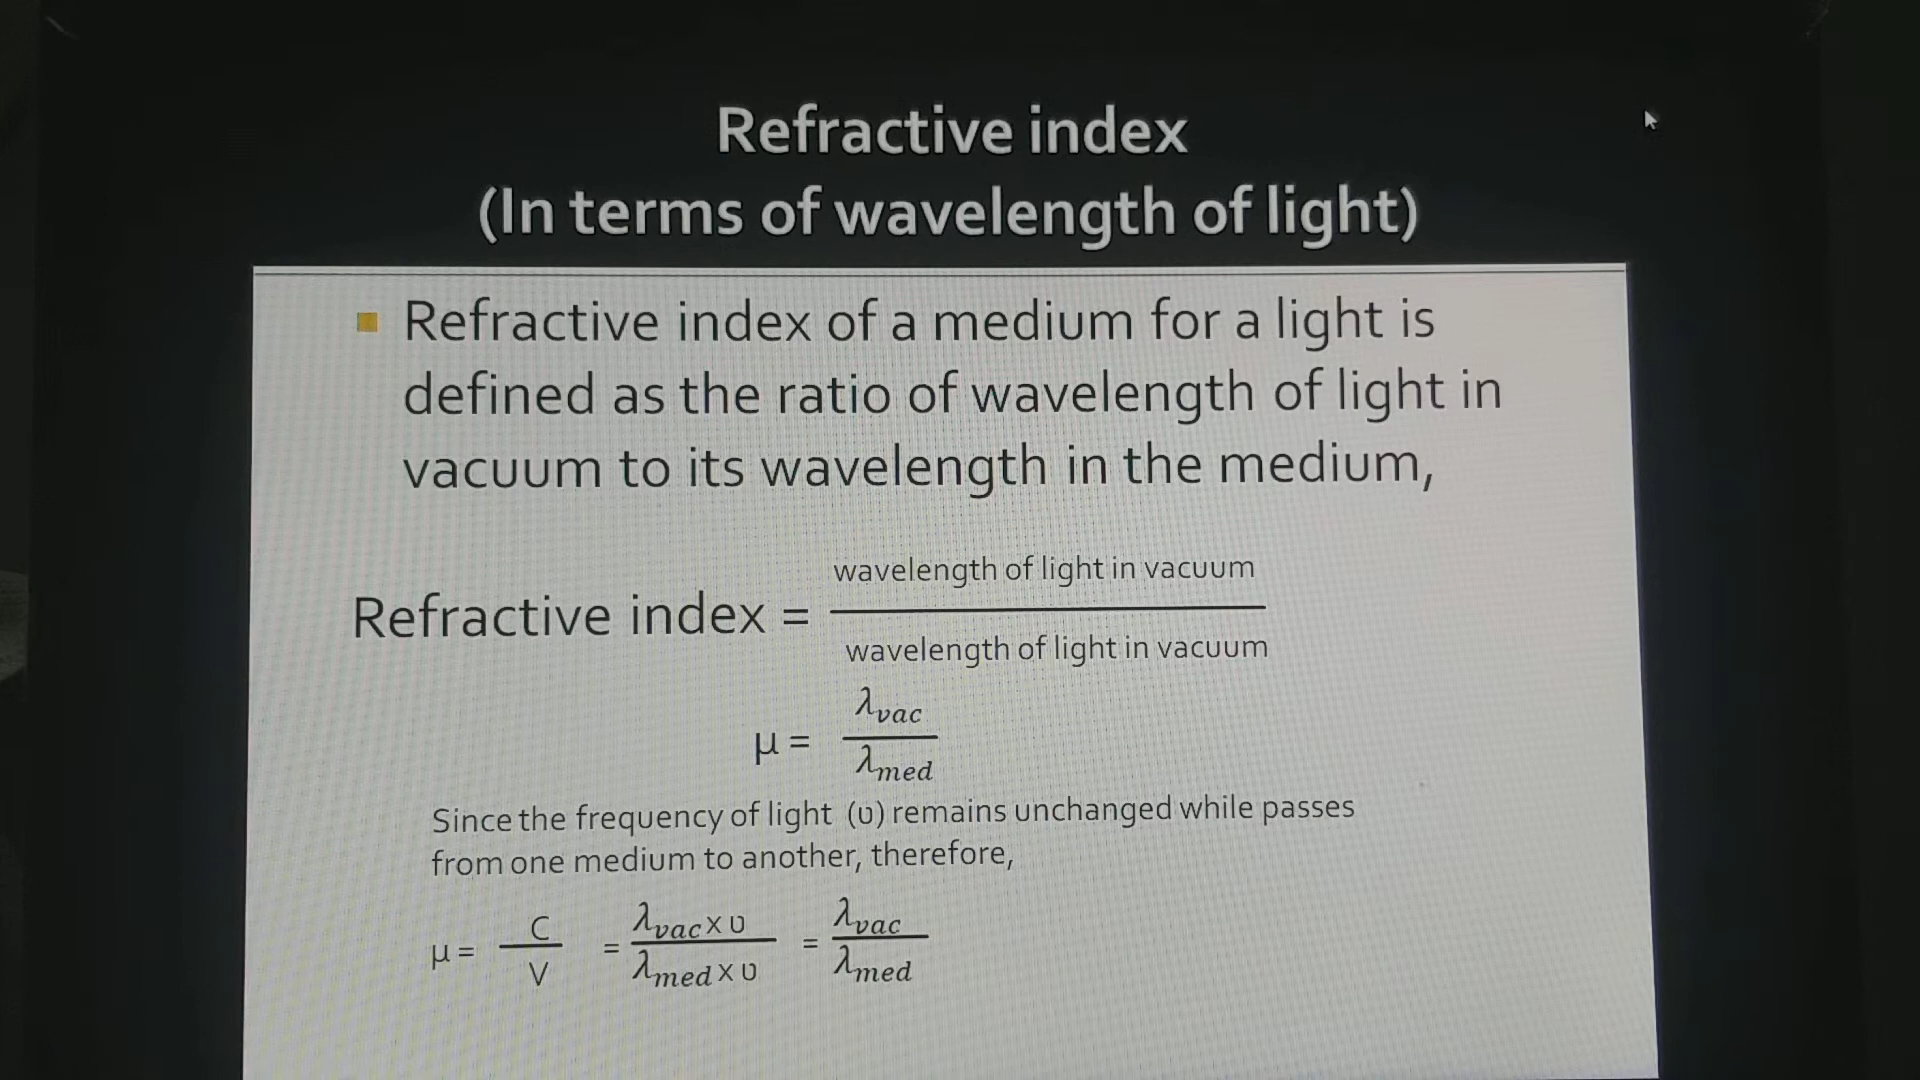 Refractive index
(In terms of wavelength of light)
Refractive index of a medium for a light is
defined as the ratio of wavelength of light in
vacuum to its wavelength in the medium,
Refractive index = wavelength of light in vacuum / wavelength of light in vacuum
μ = λvac / λmed
Since the frequency of light (υ) remains unchanged while passes
from one medium to another, therefore,
μ = C / V = λvac x υ / λmed x υ = λvac / λmed